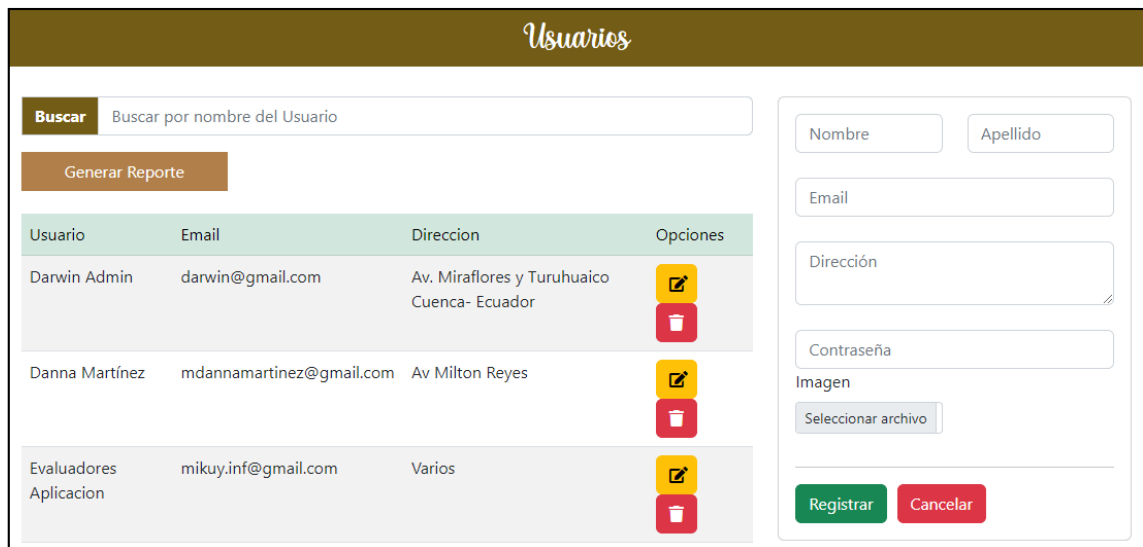 Usuarios
Buscar Buscar por nombre del Usuario
Generar Reporte
Usuario Email Direccion Opciones
Darwin Admin darwin@gmail.com Av. Miraflores y Turuhuaico
Cuenca- Ecuador
Danna Martínez mdannamartinez@gmail.com Av Milton Reyes
Evaluadores mikuy.inf@gmail.com Varios
Aplicacion
Nombre Apellido
Email
Dirección
Contraseña
Imagen
Seleccionar archivo
Registrar Cancelar